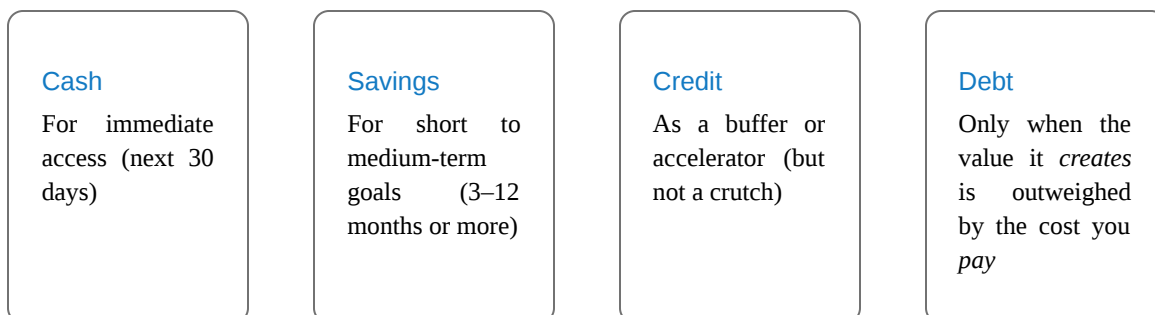 Cash
For immediate
access (next 30
days)
Savings
For short to
medium-term
goals (3–12
months or more)
Credit
As a buffer or
accelerator (but
not a crutch)
Debt
Only when the
value it creates
is outweighed
by the cost you
pay